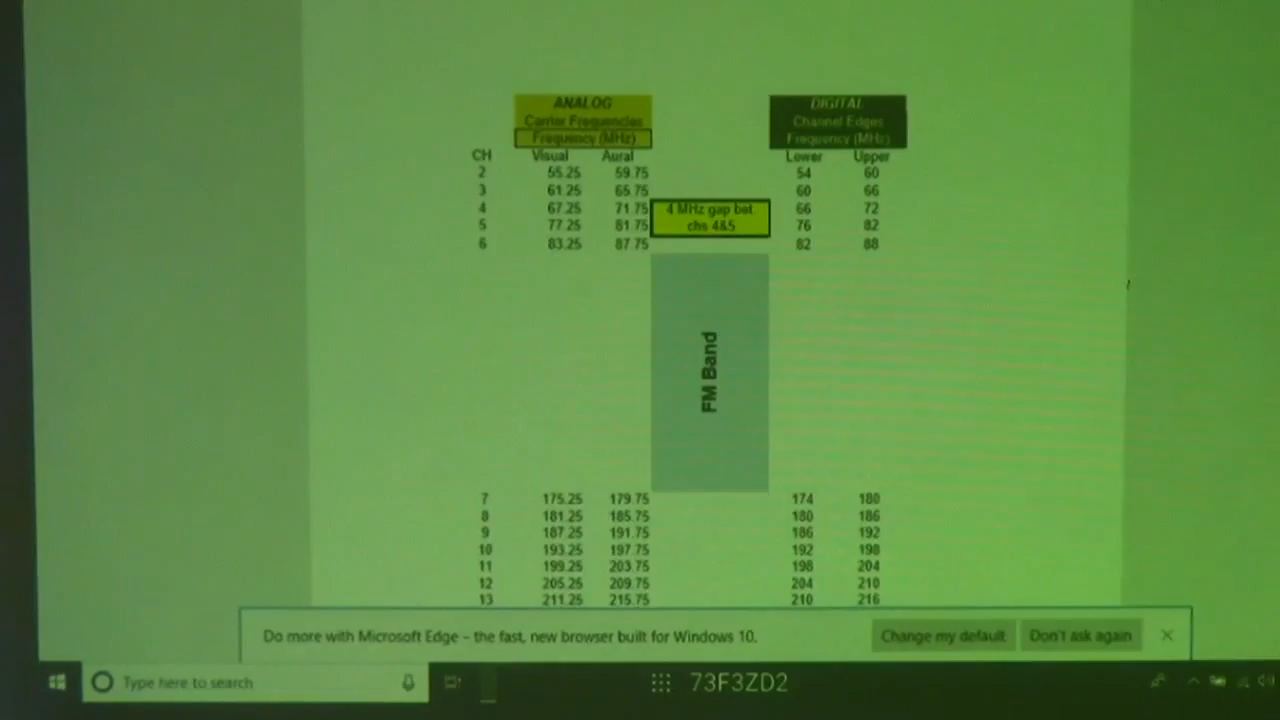 ANALOG DIGITAL
Carrier Frequencies Channel Edges
Frequency (MHz) Frequency (MHz)
CH Visual Aural Lower Upper
2 55.25 59.75 54 60
3 61.25 65.75 60 66
4 67.25 71.75 4 MHz gap bet 66 72
5 77.25 81.75 chs 4&5 76 82
6 83.25 87.75 82 88
FM Band
7 175.25 179.75 174 180
8 181.25 185.75 180 186
9 187.25 191.75 186 192
10 193.25 197.75 192 198
11 199.25 203.75 198 204
12 205.25 209.75 204 210
13 211.25 215.75 210 216
Do more with Microsoft Edge – the fast, new browser built for Windows 10. Change my default Don't ask again
Type here to search 73F3ZD2